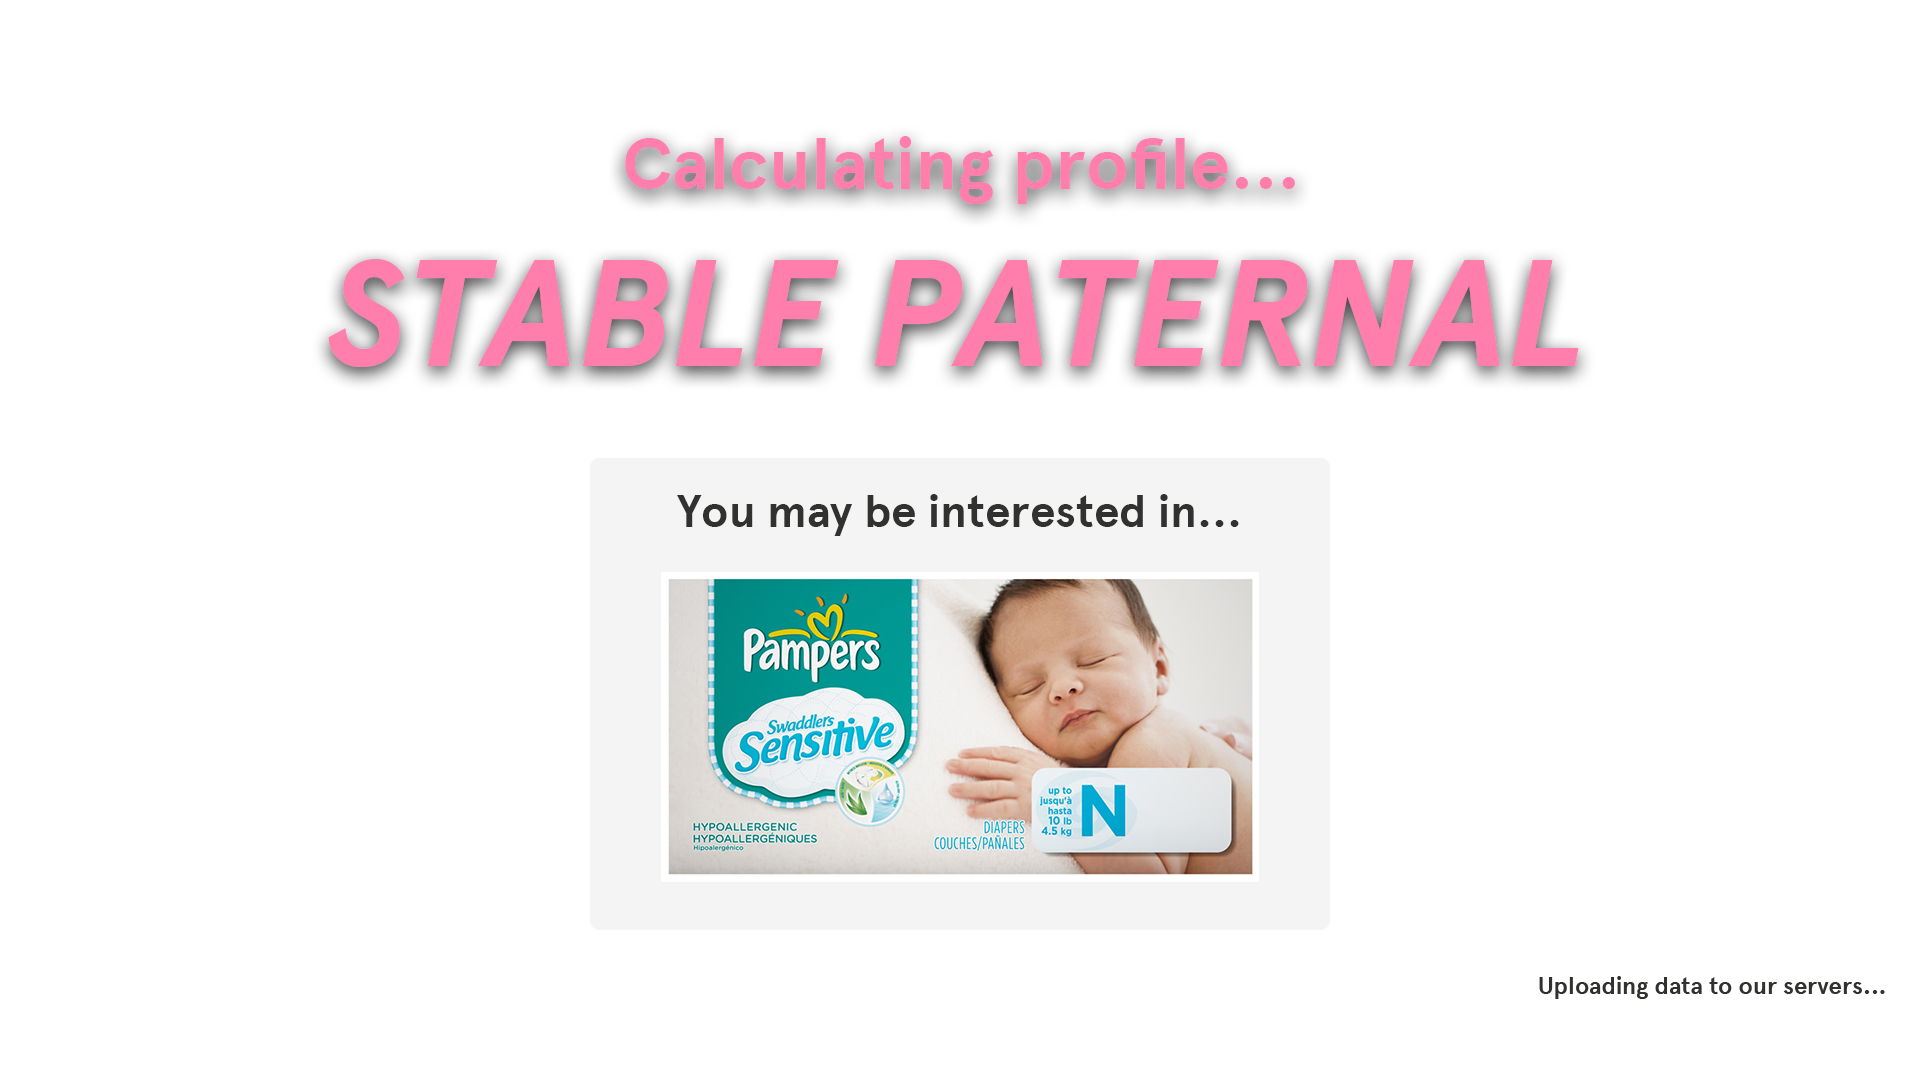 Calculating profile...
STABLE PATERNAL
You may be interested in...
Pampers
Swaddlers
Sensitive
HYPOALLERGENIC
HYPOALLERGÉNIQUES
Hipoalergénico
DIAPERS
COUCHES/PAÑALES
up to
jusqu'à
hasta
10 lb
4.5 kg
N
Uploading data to our servers...